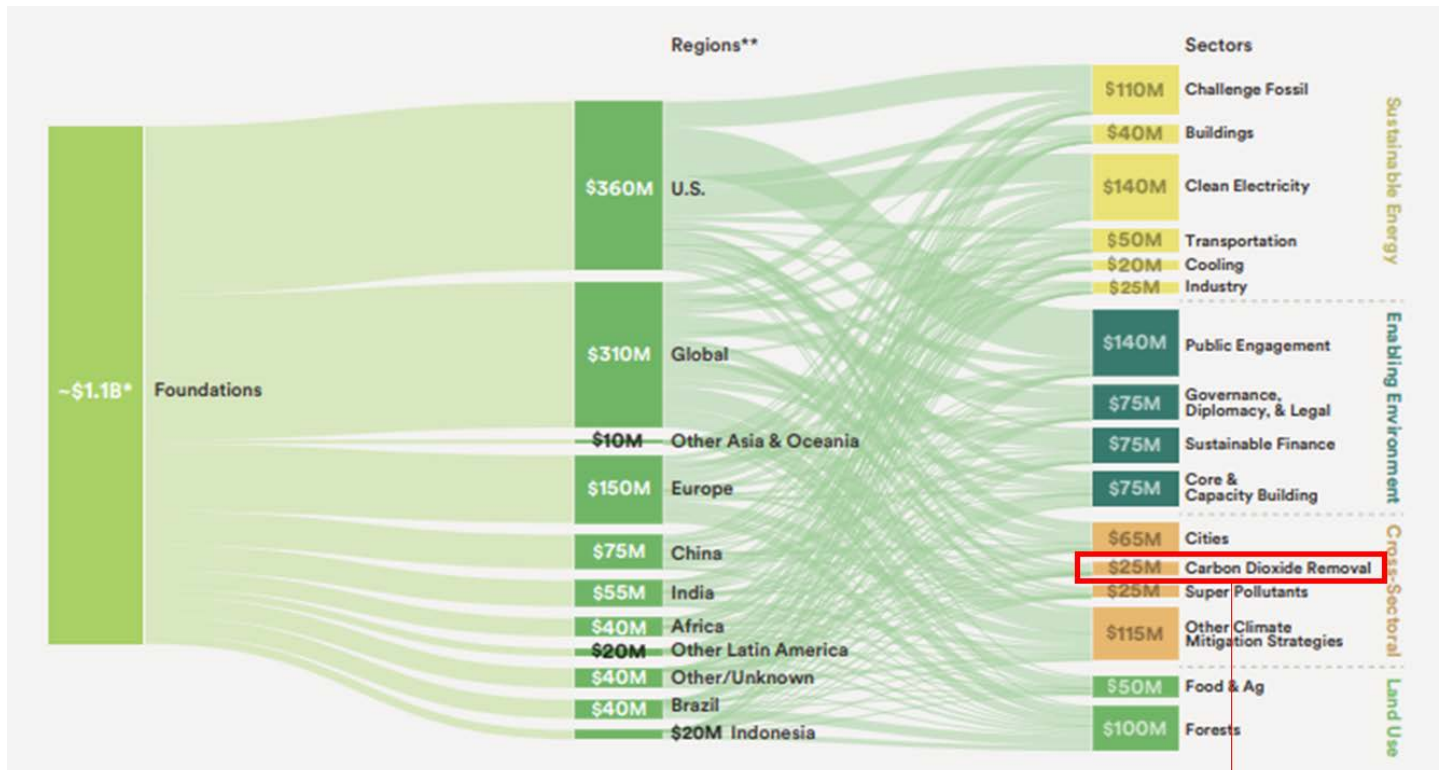 Regions**
Sectors
~$1.1B*
Foundations
$360M
U.S.
$310M
Global
$10M
Other Asia & Oceania
$150M
Europe
$75M
China
$55M
India
$40M
Africa
$20M
Other Latin America
$40M
Other/Unknown
$40M
Brazil
$20M
Indonesia
$110M
Challenge Fossil
$40M
Buildings
$140M
Clean Electricity
$50M
Transportation
$20M
Cooling
$25M
Industry
Sustainable Energy
$140M
Public Engagement
$75M
Governance,
Diplomacy, & Legal
$75M
Sustainable Finance
$75M
Core &
Capacity Building
Enabling Environment
$65M
Cities
$25M
Carbon Dioxide Removal
$25M
Super Pollutants
$115M
Other Climate
Mitigation Strategies
Cross-Sectoral
$50M
Food & Ag
$100M
Forests
Land Use